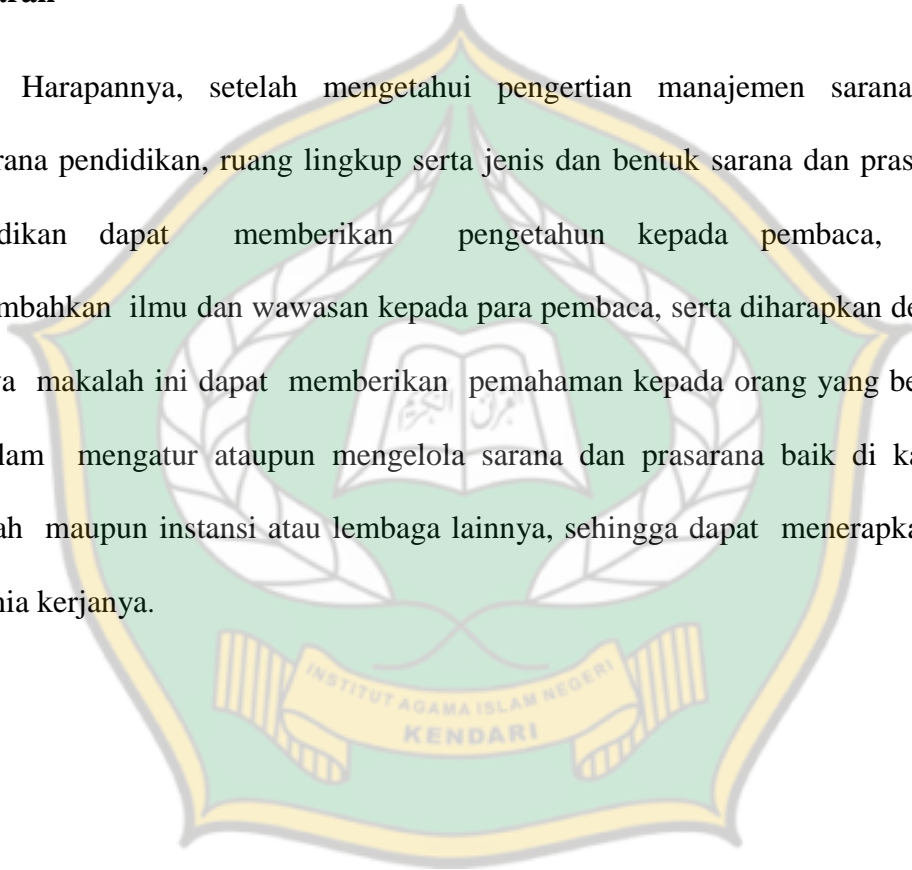 Harapannya, setelah mengetahui pengertian manajemen sarana
rana pendidikan, ruang lingkup serta jenis dan bentuk sarana dan pras
dikan dapat memberikan pengetahun kepada pembaca,
mbahkan ilmu dan wawasan kepada para pembaca, serta diharapkan de
ya makalah ini dapat memberikan pemahaman kepada orang yang be
lam mengatur ataupun mengelola sarana dan prasarana baik di ka
القرآن الكريم
ah maupun instansi atau lembaga lainnya, sehingga dapat menerapka
nia kerjanya.
INSTITUT AGAMA ISLAM NEGERI
KENDARI